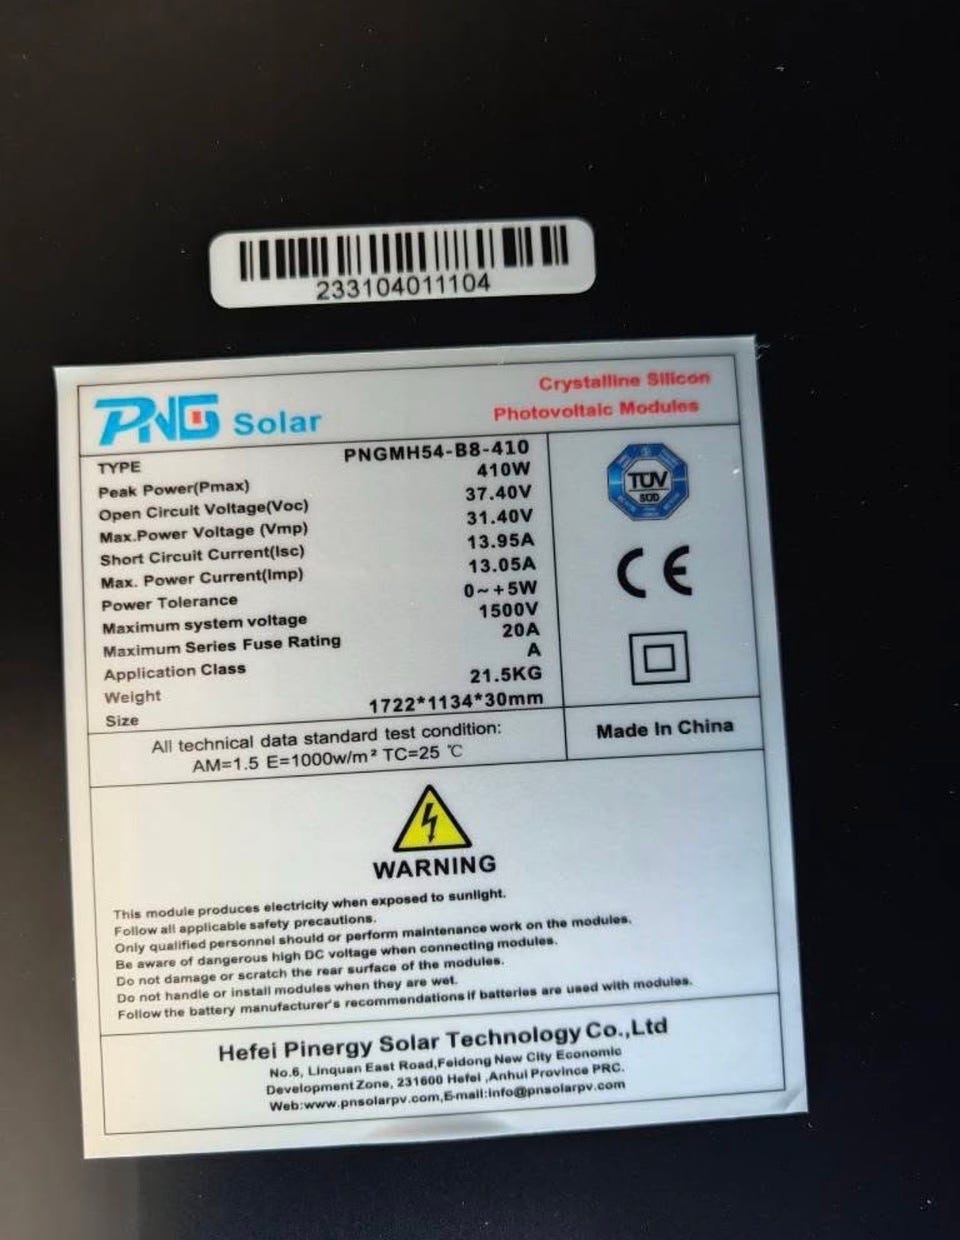 233104011104
PNG Solar
Crystalline Silicon
Photovoltaic Modules
TYPE PNGMH54-B8-410
Peak Power(Pmax) 410W
Open Circuit Voltage(Voc) 37.40V
Max.Power Voltage (Vmp) 31.40V
Short Circuit Current(Isc) 13.95A
Max. Power Current(Imp) 13.05A
Power Tolerance 0~+5W
Maximum system voltage 1500V
Maximum Series Fuse Rating 20A
Application Class A
Weight 21.5KG
Size 1722*1134*30mm
TÜV
SÜD
CE
All technical data standard test condition:
AM=1.5 E=1000w/m² TC=25 ℃
Made In China
WARNING
This module produces electricity when exposed to sunlight.
Follow all applicable safety precautions.
Only qualified personnel should or perform maintenance work on the modules.
Be aware of dangerous high DC voltage when connecting modules.
Do not damage or scratch the rear surface of the modules.
Do not handle or install modules when they are wet.
Follow the battery manufacturer's recommendations if batteries are used with modules.
Hefei Pinergy Solar Technology Co.,Ltd
No.6, Linquan East Road,Feidong New City Economic
Development Zone, 231600 Hefei ,Anhui Province PRC.
Web:www.pnsolarpv.com,E-mail:info@pnsolarpv.com